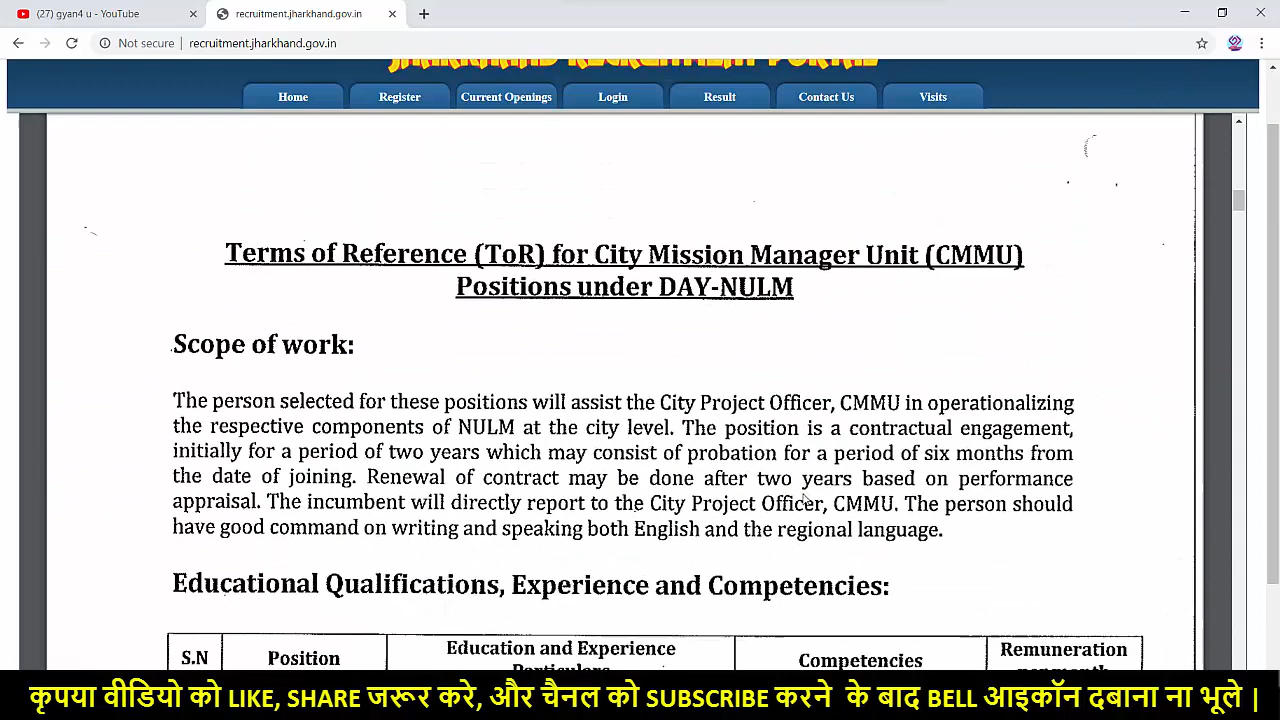 (27) gyan4 u - YouTube
recruitment.jharkhand.gov.in
Not secure | recruitment.jharkhand.gov.in
JHARKHAND RECRUITMENT PORTAL
Home Register Current Openings Login Result Contact Us Visits
Terms of Reference (ToR) for City Mission Manager Unit (CMMU)
Positions under DAY-NULM
Scope of work:
The person selected for these positions will assist the City Project Officer, CMMU in operationalizing
the respective components of NULM at the city level. The position is a contractual engagement,
initially for a period of two years which may consist of probation for a period of six months from
the date of joining. Renewal of contract may be done after two years based on performance
appraisal. The incumbent will directly report to the City Project Officer, CMMU. The person should
have good command on writing and speaking both English and the regional language.
Educational Qualifications, Experience and Competencies:
S.N Position Education and Experience Particulars Competencies Remuneration per month
कृपया वीडियो को LIKE, SHARE जरूर करे, और चैनल को SUBSCRIBE करने के बाद BELL आइकॉन दबाना ना भूले |